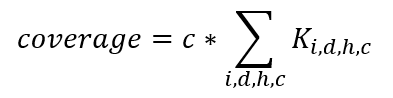 coverage = c * ∑_{i,d,h,c} K_{i,d,h,c}